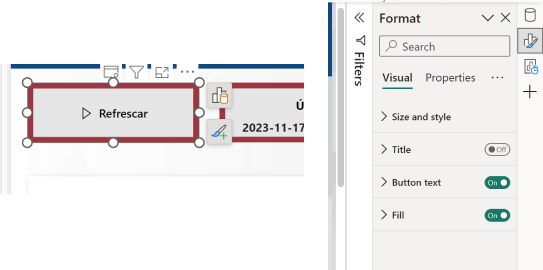 Refrescar
Ú
2023-11-17
Filters
Format
Search
Visual
Properties
Size and style
Title
Off
Button text
On
Fill
On